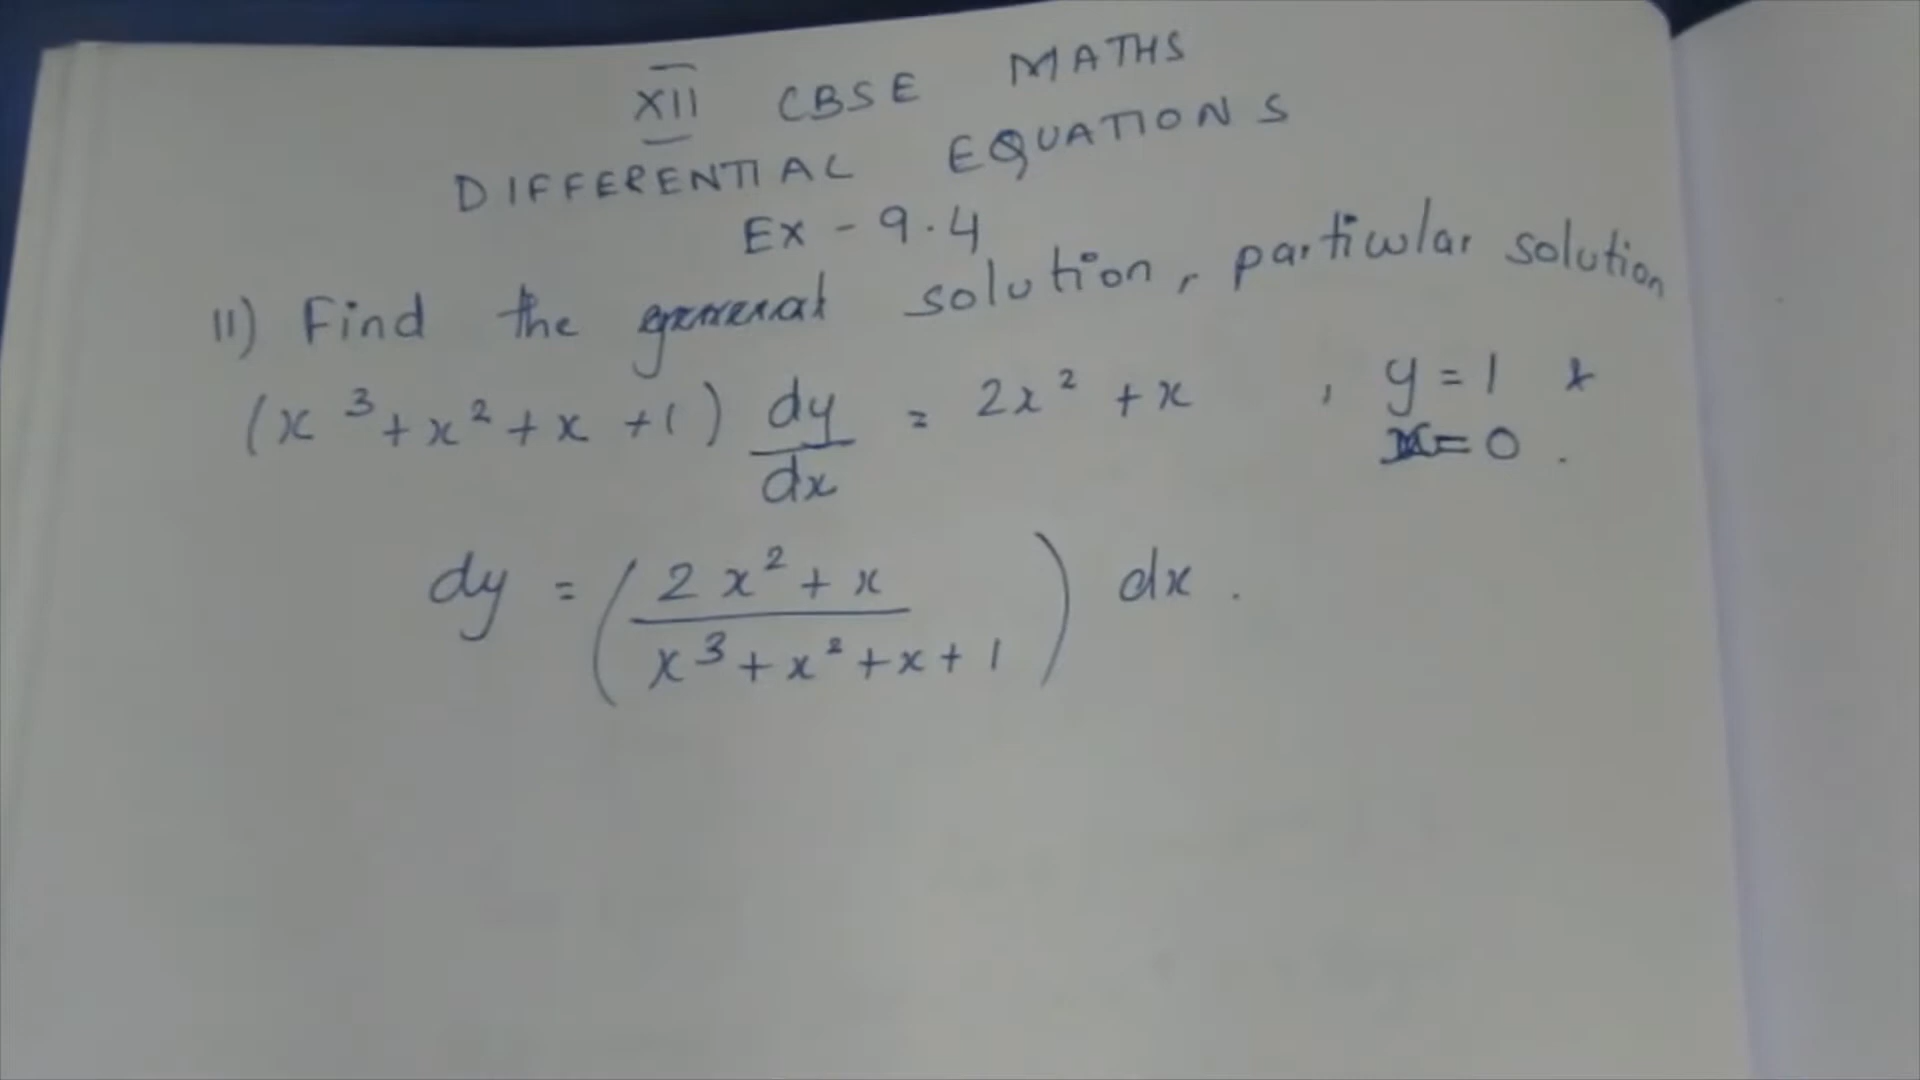 XII CBSE MATHS
DIFFERENTIAL EQUATIONS
EX - 9.4
11) Find the general solution, particular solution
(x³ + x² + x + 1) dy/dx = 2x² + x , y = 1 &
x = 0 .
dy = ( 2x² + x / x³ + x² + x + 1 ) dx .